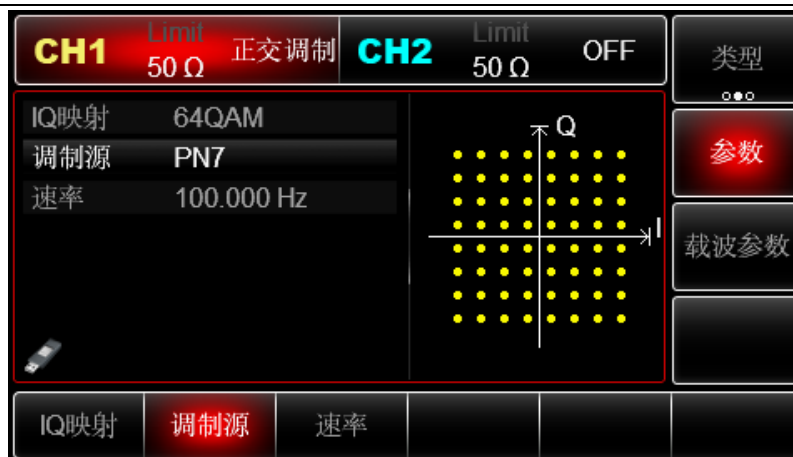 CH1 Limit 50 Ω 正交调制 CH2 Limit 50 Ω OFF
类型
IQ映射 64QAM
调制源 PN7
速率 100.000 Hz
Q
I
参数
载波参数
IQ映射 调制源 速率